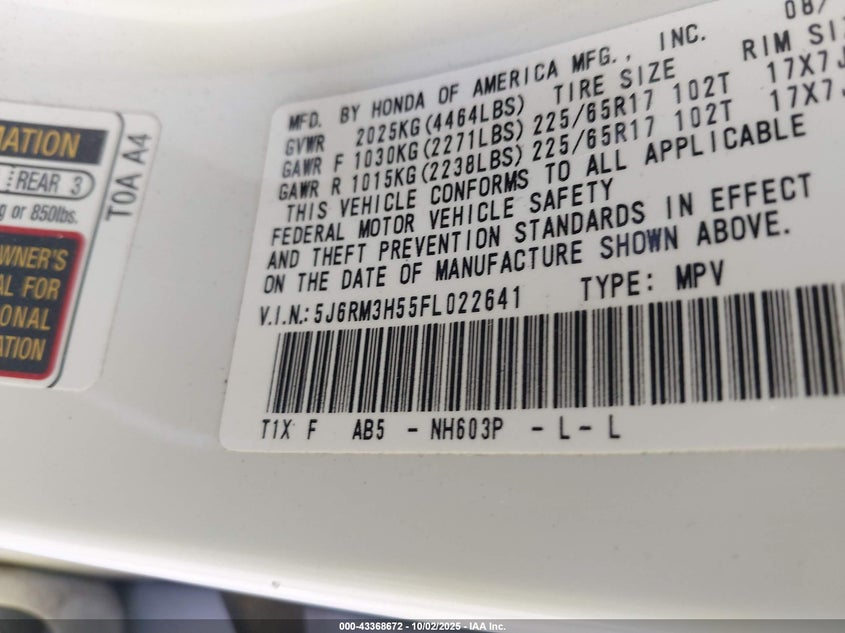 MATION
REAR 3
g or 850lbs.
WNER'S
AL FOR
ONAL
ATION
T0A A4
08/
MFD. BY HONDA OF AMERICA MFG., INC.
GVWR 2025KG(4464LBS) TIRE SIZE RIM SIZ
GAWR F 1030KG(2271LBS) 225/65R17 102T 17X7J
GAWR R 1015KG(2238LBS) 225/65R17 102T 17X7J
THIS VEHICLE CONFORMS TO ALL APPLICABLE
FEDERAL MOTOR VEHICLE SAFETY
AND THEFT PREVENTION STANDARDS IN EFFECT
ON THE DATE OF MANUFACTURE SHOWN ABOVE.
V.I.N.: 5J6RM3H55FL022641 TYPE: MPV
T1X F AB5 - NH603P - L - L
000-43368672 - 10/02/2025 - IAA Inc.